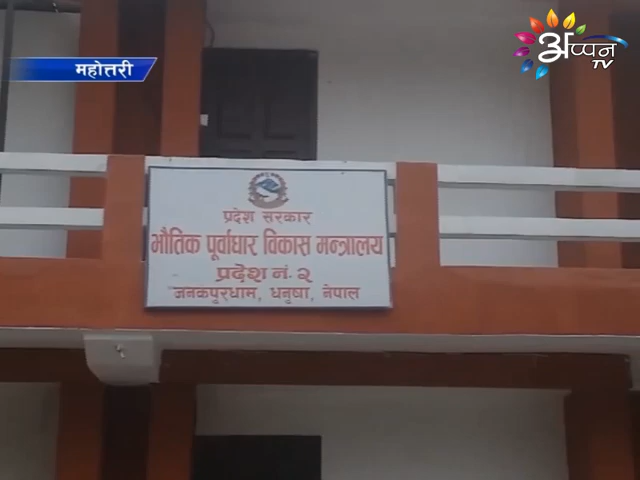 महोत्तरी
अप्पन
TV
प्रदेश सरकार
भौतिक पूर्वाधार विकास मन्त्रालय
प्रदेश नं. २
जनकपुरधाम, धनुषा, नेपाल